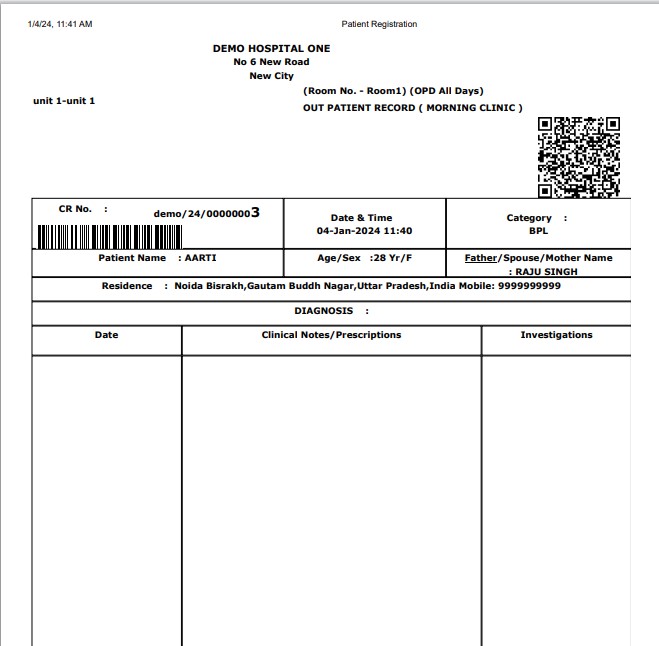 1/4/24, 11:41 AM Patient Registration
DEMO HOSPITAL ONE
No 6 New Road
New City
(Room No. - Room1) (OPD All Days)
unit 1-unit 1
OUT PATIENT RECORD ( MORNING CLINIC )
CR No. : demo/24/00000003
Date & Time
04-Jan-2024 11:40
Category :
BPL
Patient Name : AARTI
Age/Sex :28 Yr/F
Father/Spouse/Mother Name
: RAJU SINGH
Residence : Noida Bisrakh,Gautam Buddh Nagar,Uttar Pradesh,India Mobile: 9999999999
DIAGNOSIS :
Date Clinical Notes/Prescriptions Investigations